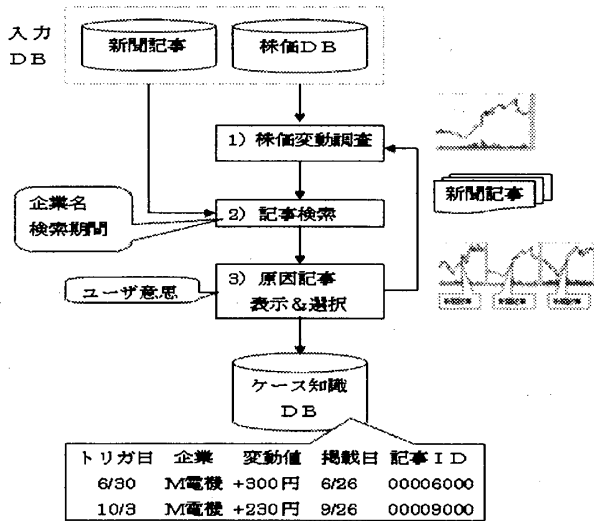 入力
DB
新聞記事
株価DB
1) 株価変動調査
新聞記事
企業名
検索期間
2) 記事検索
3) 原因記事
表示&選択
ユーザ意思
ケース知識
DB
トリガ日 企業 変動値 掲載日 記事ID
6/30 M電機 +300円 6/26 00006000
10/3 M電機 +230円 9/26 00009000